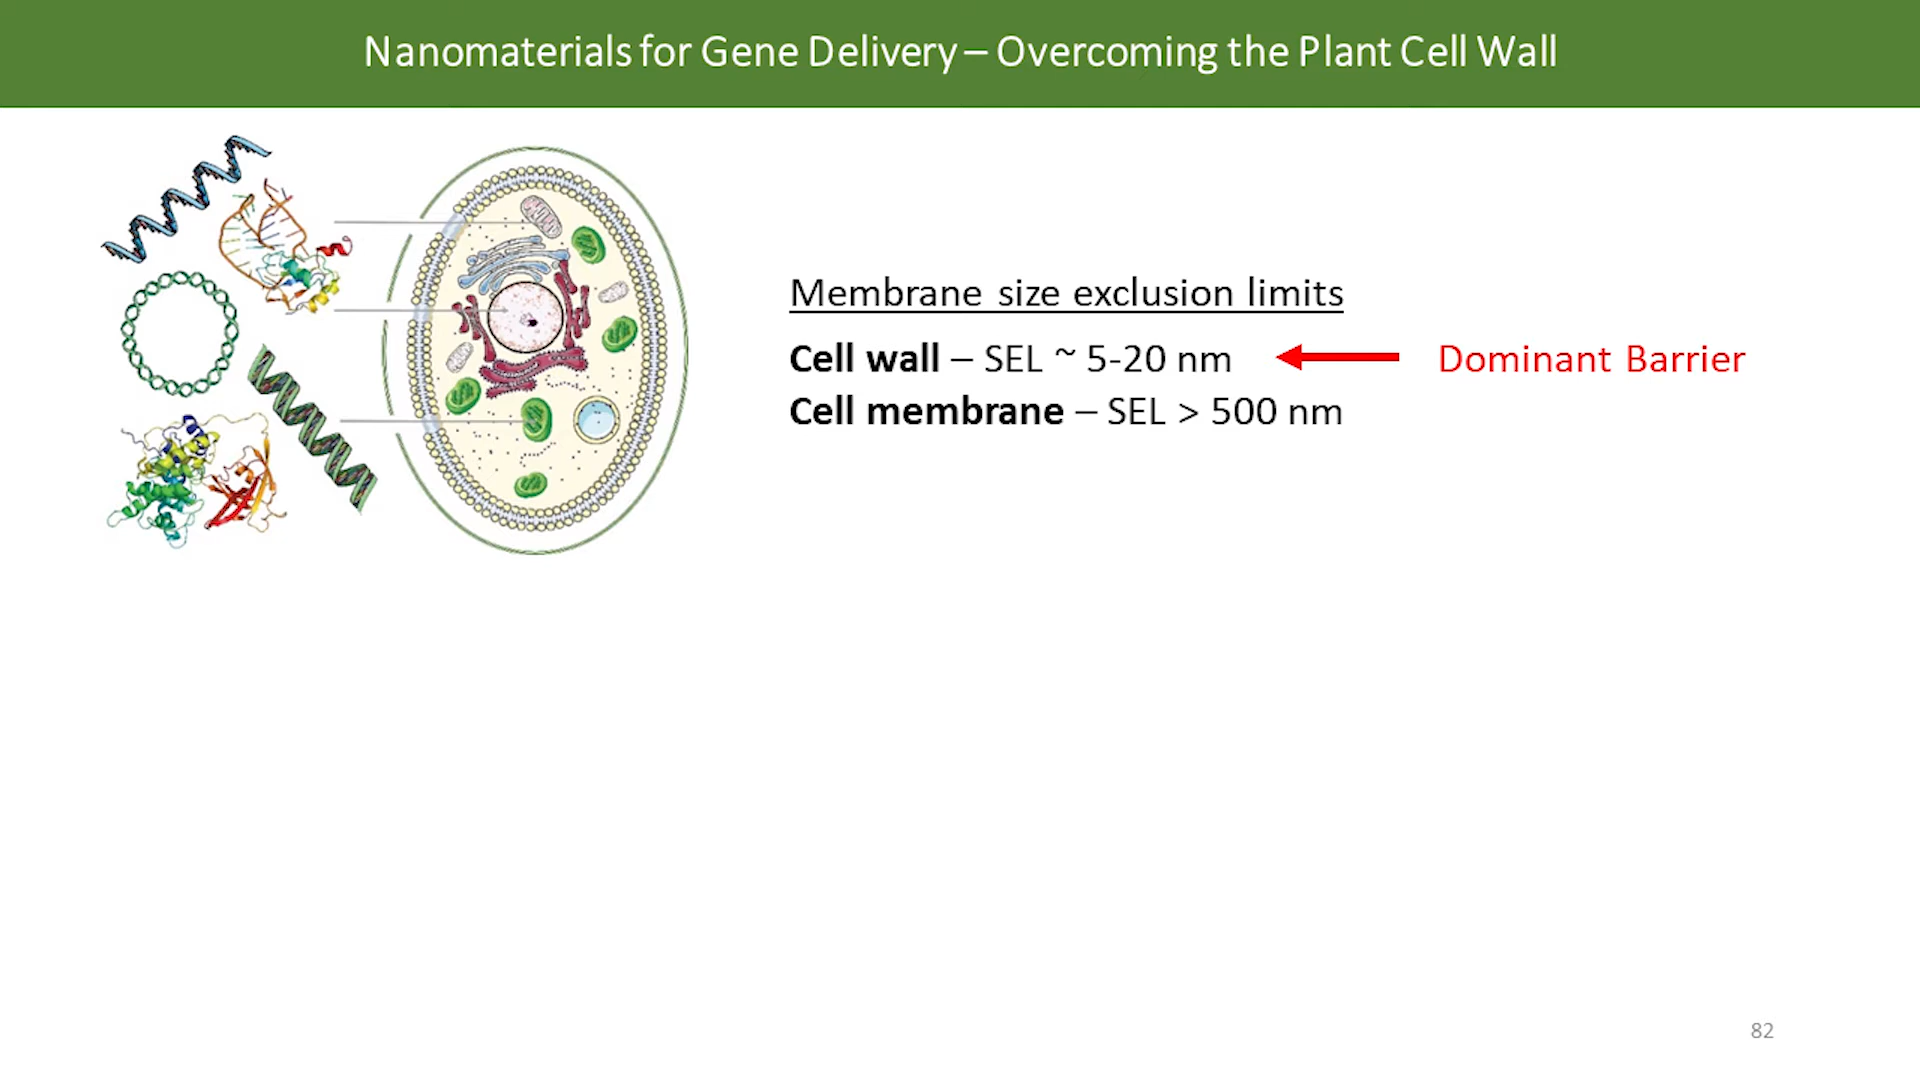 Nanomaterials for Gene Delivery – Overcoming the Plant Cell Wall
Membrane size exclusion limits
Cell wall – SEL ~ 5-20 nm
Dominant Barrier
Cell membrane – SEL > 500 nm
82